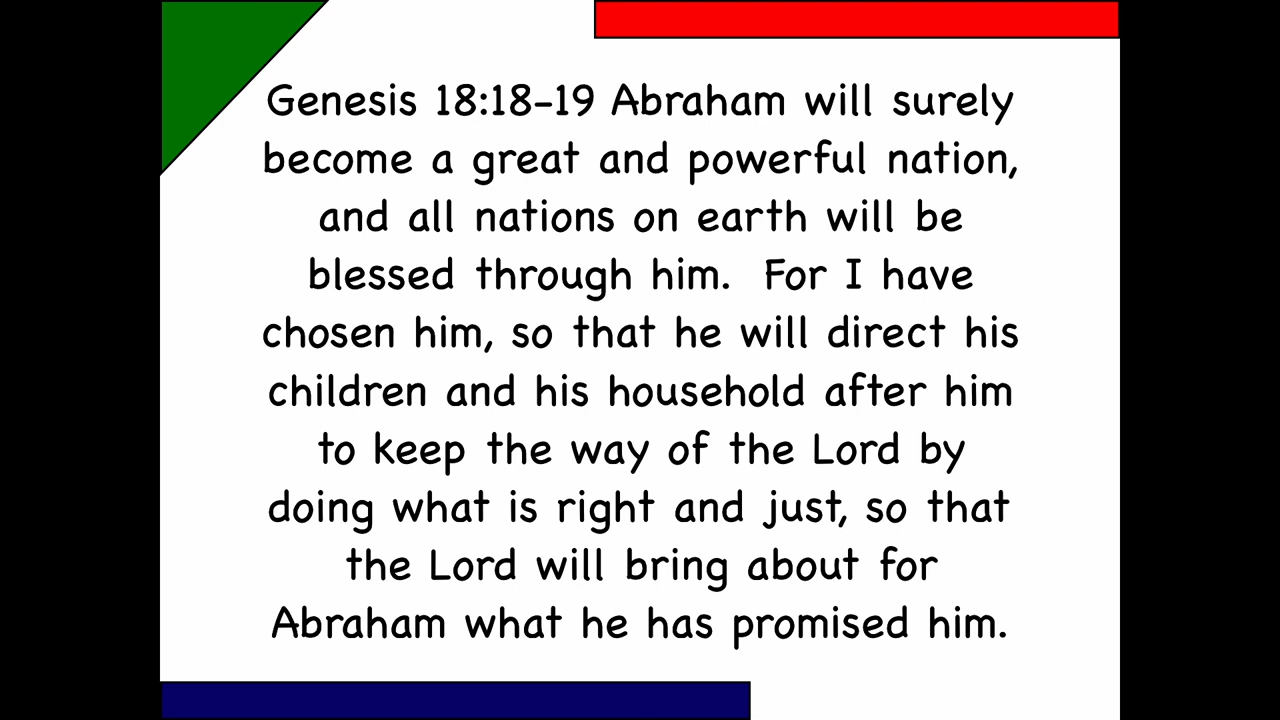 Genesis 18:18-19 Abraham will surely
become a great and powerful nation,
and all nations on earth will be
blessed through him.  For I have
chosen him, so that he will direct his
children and his household after him
to keep the way of the Lord by
doing what is right and just, so that
the Lord will bring about for
Abraham what he has promised him.